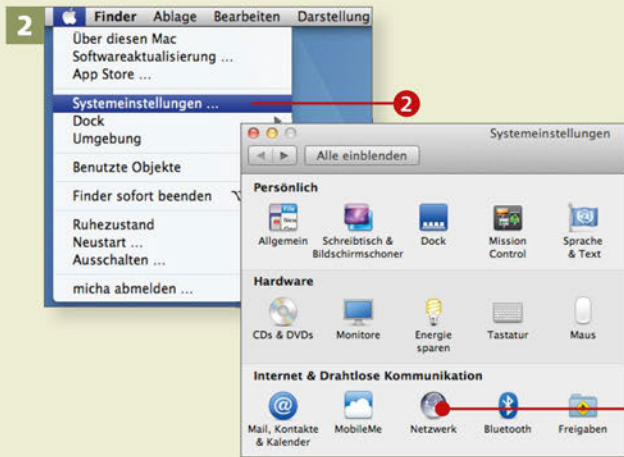 2
Finder Ablage Bearbeiten Darstellung
Über diesen Mac
Softwareaktualisierung ...
App Store ...
Systemeinstellungen ...
2
Dock
Umgebung
Benutzte Objekte
Finder sofort beenden
Ruhezustand
Neustart ...
Ausschalten ...
micha abmelden ...
Systemeinstellungen
Alle einblenden
Persönlich
Allgemein
Schreibtisch &
Bildschirmschoner
Dock
Mission
Control
Sprache
& Text
Hardware
CDs & DVDs
Monitore
Energie
sparen
Tastatur
Maus
Internet & Drahtlose Kommunikation
Mail, Kontakte
& Kalender
MobileMe
Netzwerk
Bluetooth
Freigaben